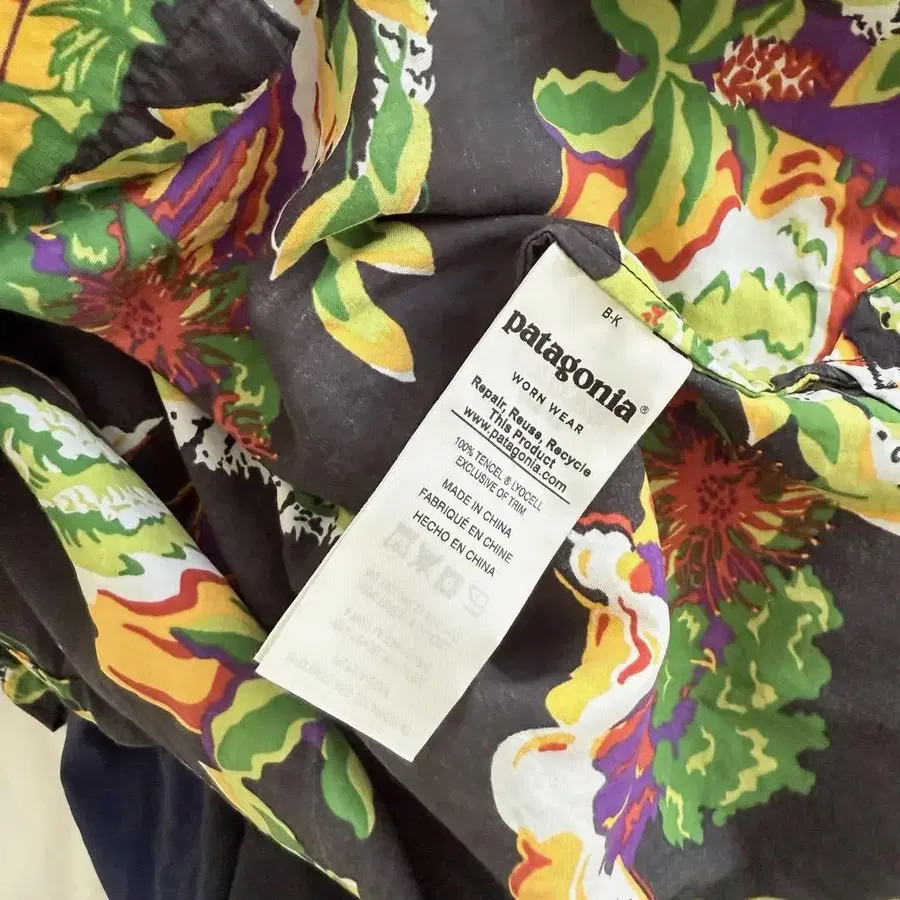 B-K
patagonia®
WORN WEAR
Repair, Reuse, Recycle
This Product
www.patagonia.com
100% TENCEL ® LYOCELL
EXCLUSIVE OF TRIM
MADE IN CHINA
FABRIQUÉ EN CHINE
HECHO EN CHINA